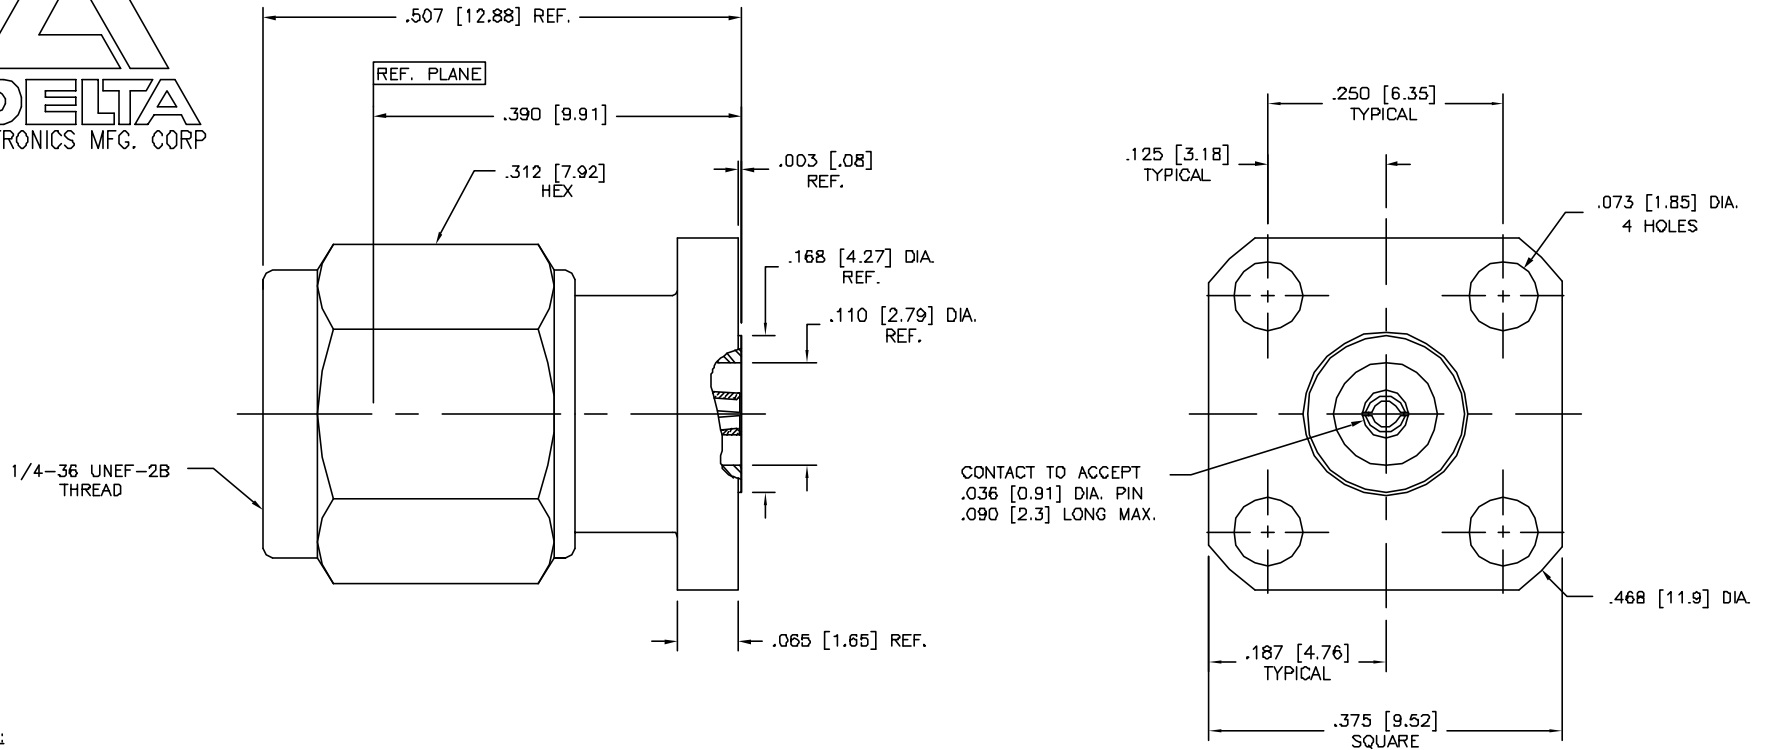 .507 [12.88] REF.
REF. PLANE
.390 [9.91]
DELTA
TRONICS MFG. CORP
.312 [7.92]
HEX
.003 [.08]
REF.
.168 [4.27] DIA.
REF.
.110 [2.79] DIA.
REF.
1/4-36 UNEF-2B
THREAD
.065 [1.65] REF.
.250 [6.35]
TYPICAL
.125 [3.18]
TYPICAL
.073 [1.85] DIA.
4 HOLES
CONTACT TO ACCEPT
.036 [0.91] DIA. PIN
.090 [2.3] LONG MAX.
.468 [11.9] DIA.
.187 [4.76]
TYPICAL
.375 [9.52]
SQUARE